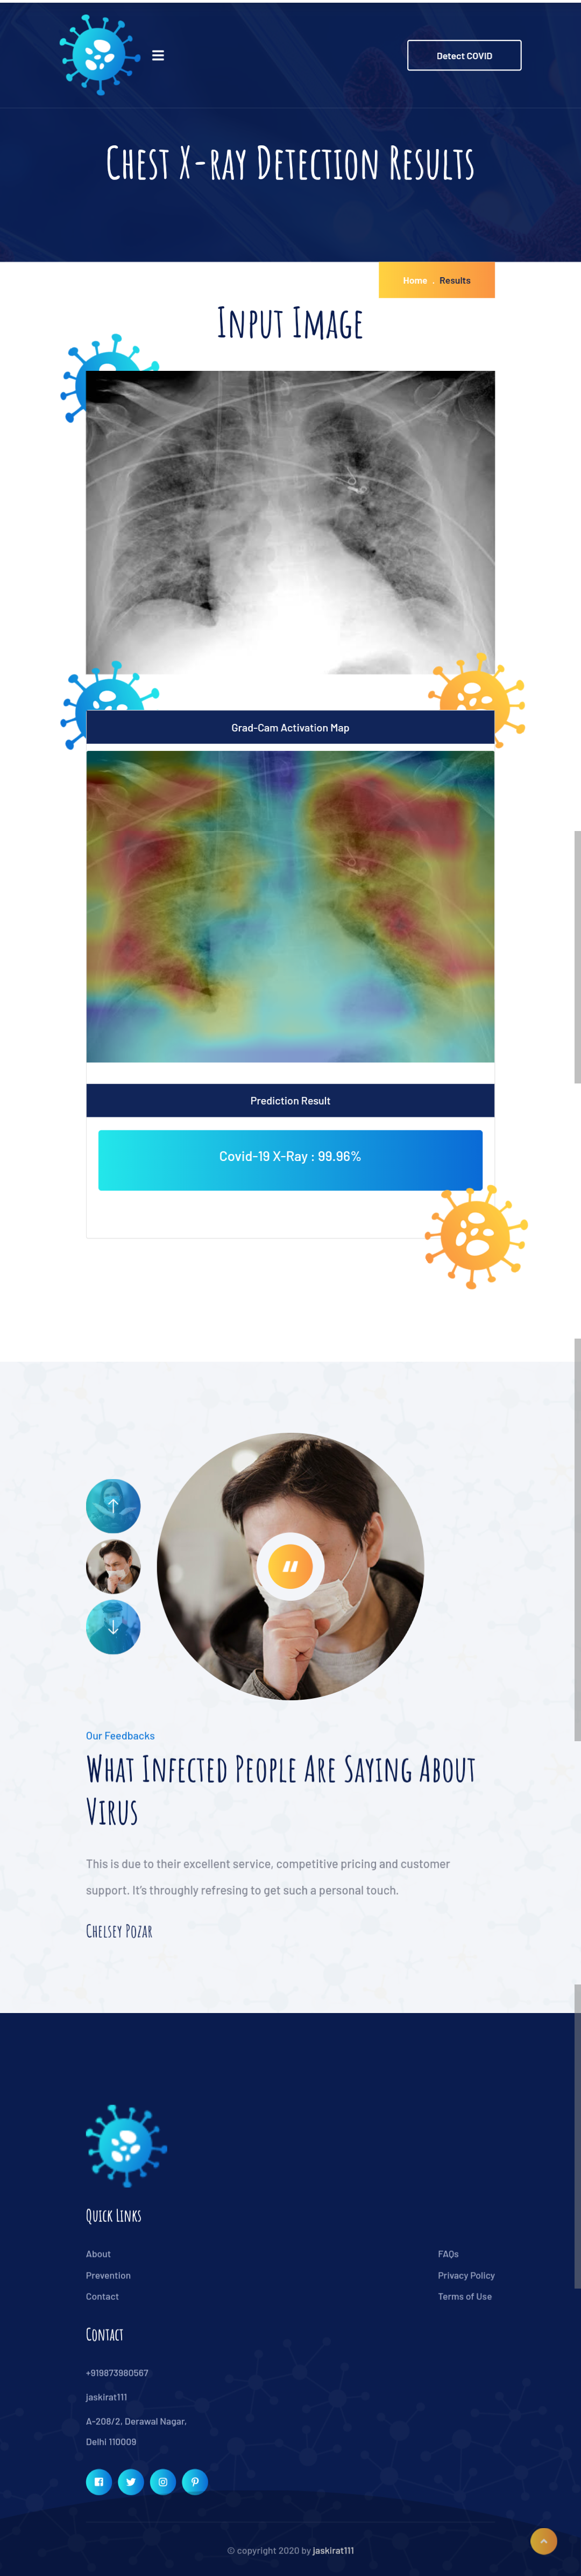 Detect COVID
Chest X-ray Detection Results
Home . Results
Input Image
Grad-Cam Activation Map
Prediction Result
Covid-19 X-Ray : 99.96%
Our Feedbacks
What Infected People Are Saying About
Virus
This is due to their excellent service, competitive pricing and customer
support. It's throughly refresing to get such a personal touch.
Chelsey Pozar
Quick Links
About
Prevention
Contact
FAQs
Privacy Policy
Terms of Use
Contact
+919873980567
jaskirat111
A-208/2, Derawal Nagar,
Delhi 110009
© copyright 2020 by jaskirat111